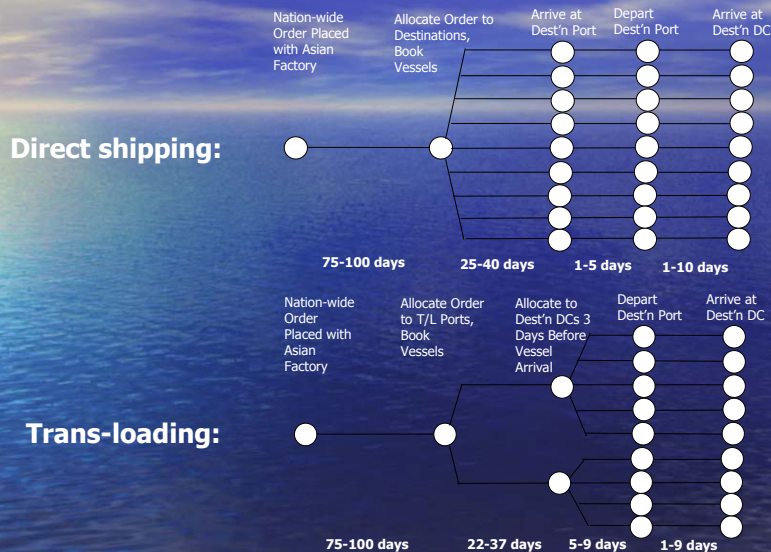 Nation-wide
Order Placed
with Asian
Factory
Allocate Order to
Destinations,
Book
Vessels
Arrive at
Dest'n Port
Depart
Dest'n Port
Arrive at
Dest'n DC
Direct shipping:
75-100 days
25-40 days
1-5 days
1-10 days
Nation-wide
Order
Placed with
Asian
Factory
Allocate Order
to T/L Ports,
Book
Vessels
Allocate to
Dest'n DCs 3
Days Before
Vessel
Arrival
Depart
Dest'n Port
Arrive at
Dest'n DC
Trans-loading:
75-100 days
22-37 days
5-9 days
1-9 days